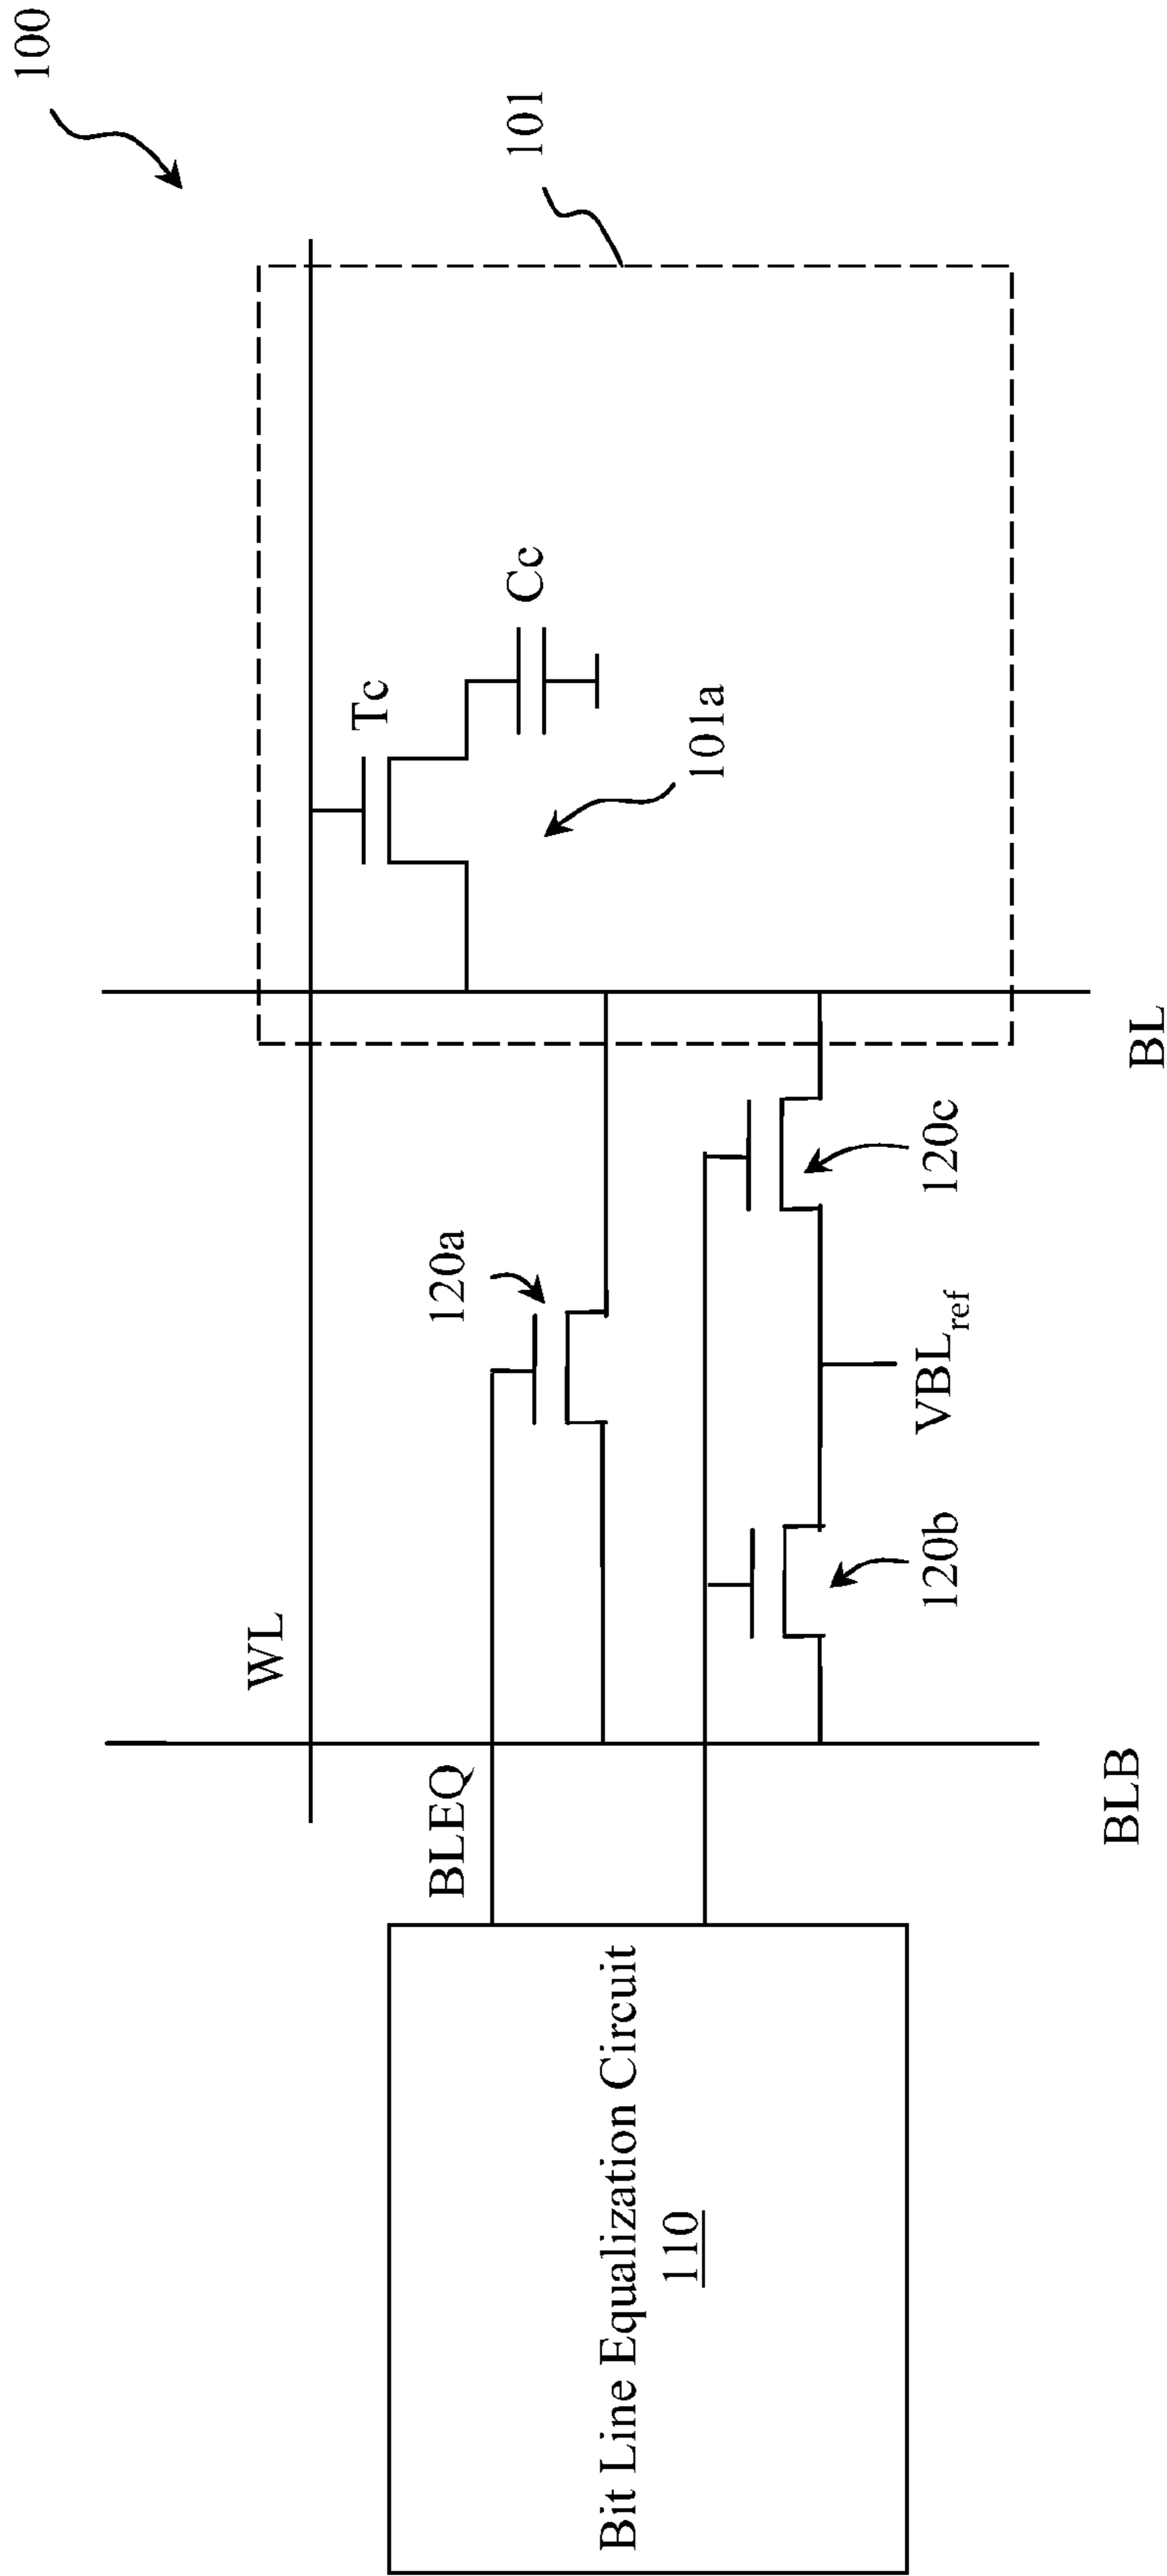 100
101
WL
Tc
Cc
101a
BLEQ
120a
Bit Line Equalization Circuit
110
120b
VBLref
120c
BLB
BL